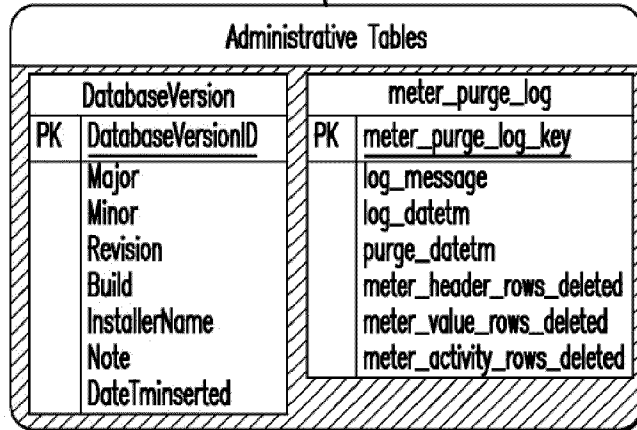 Administrative Tables
DatabaseVersion
PK DatabaseVersionID
Major
Minor
Revision
Build
InstallerName
Note
DateTminserted
meter_purge_log
PK meter_purge_log_key
log_message
log_datetm
purge_datetm
meter_header_rows_deleted
meter_value_rows_deleted
meter_activity_rows_deleted